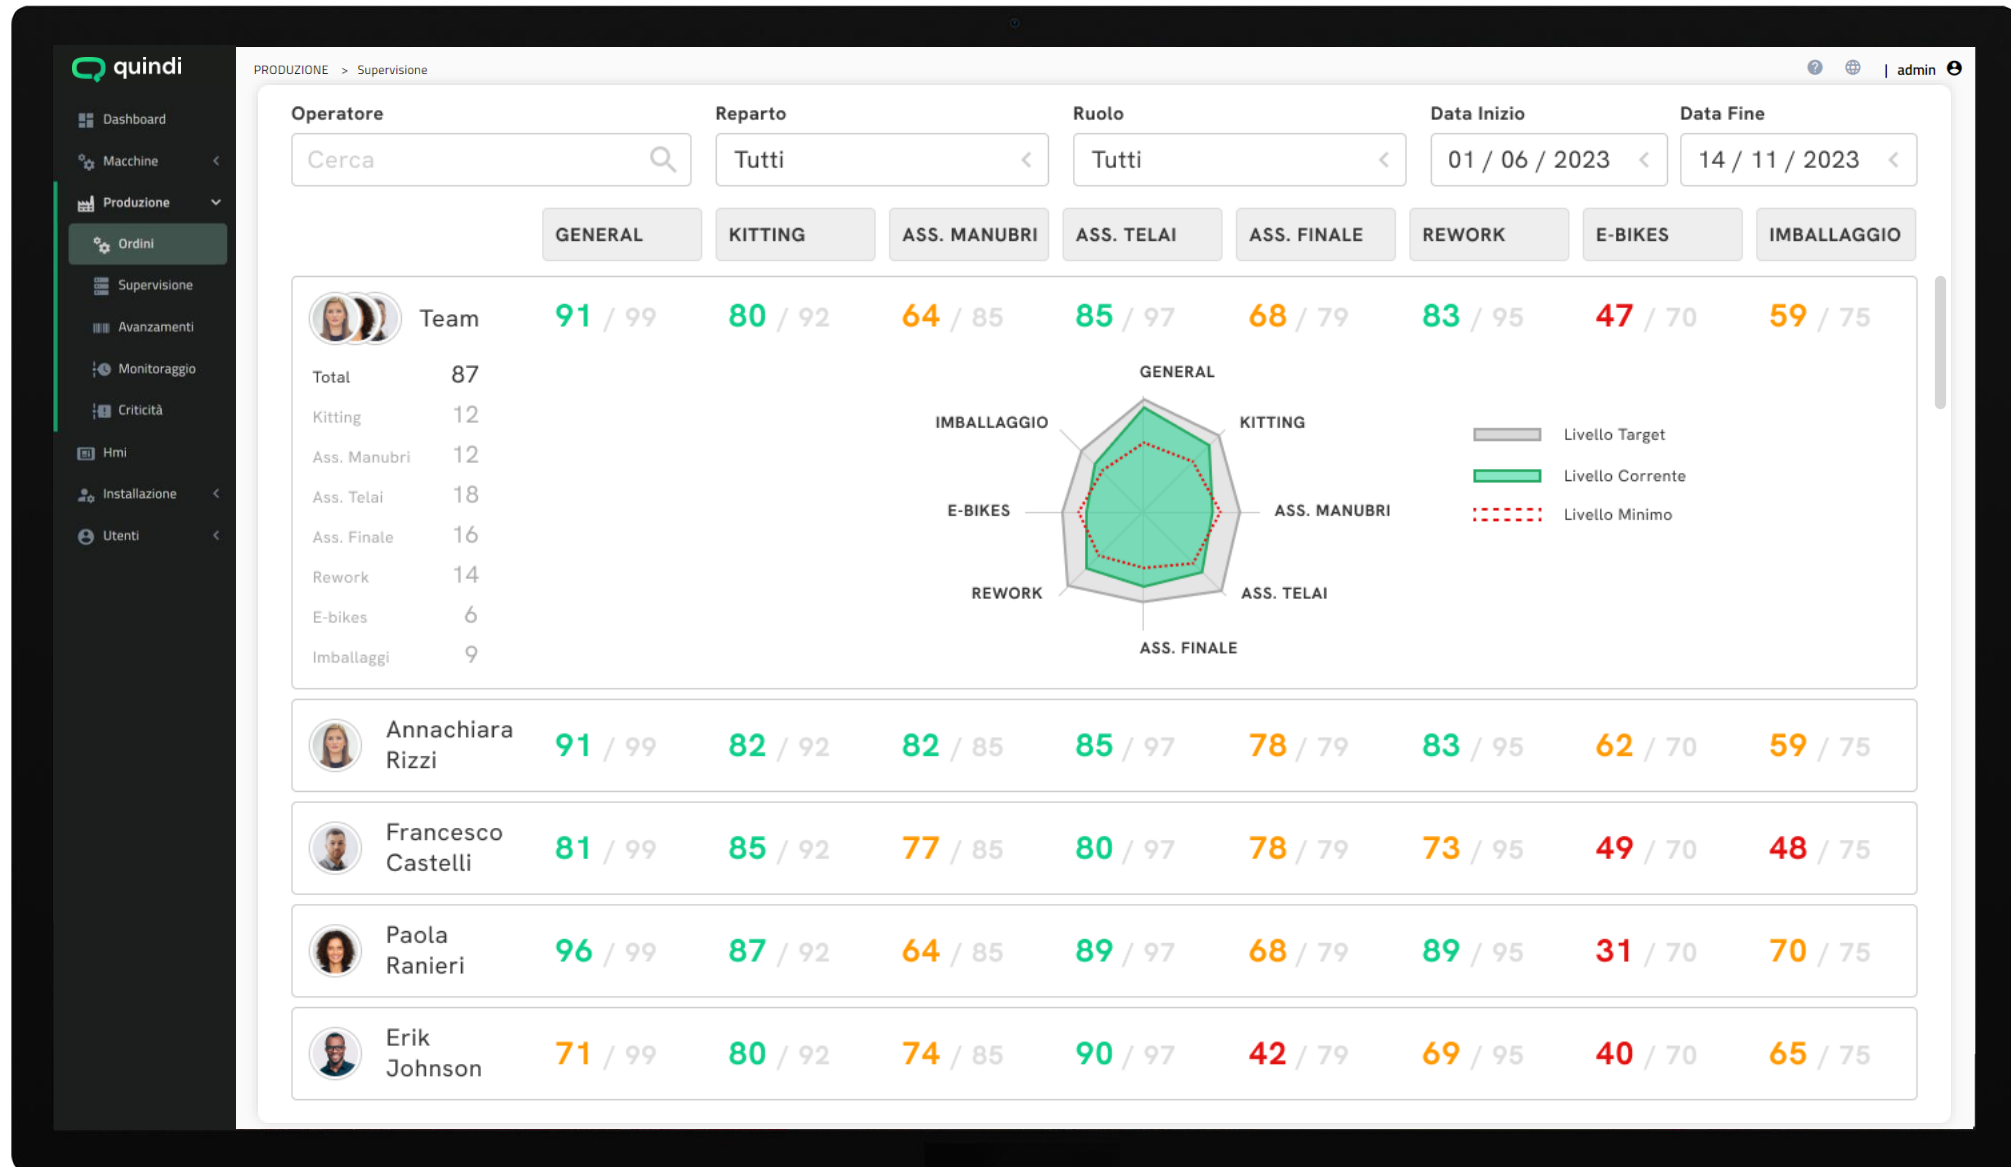 quindi
PRODUZIONE > Supervisione
| admin
Dashboard
Macchine
Produzione
Ordini
Supervisione
Avanzamenti
Monitoraggio
Criticità
Hmi
Installazione
Utenti
Operatore Reparto Ruolo Data Inizio Data Fine
Cerca Tutti Tutti 01 / 06 / 2023 14 / 11 / 2023
GENERAL KITTING ASS. MANUBRI ASS. TELAI ASS. FINALE REWORK E-BIKES IMBALLAGGIO
Team 91 / 99 80 / 92 64 / 85 85 / 97 68 / 79 83 / 95 47 / 70 59 / 75
Total 87
Kitting 12
Ass. Manubri 12
Ass. Telai 18
Ass. Finale 16
Rework 14
E-bikes 6
Imballaggi 9
GENERAL
IMBALLAGGIO KITTING
E-BIKES ASS. MANUBRI
REWORK ASS. TELAI
ASS. FINALE
Livello Target
Livello Corrente
Livello Minimo
Annachiara
Rizzi
91 / 99 82 / 92 82 / 85 85 / 97 78 / 79 83 / 95 62 / 70 59 / 75
Francesco
Castelli
81 / 99 85 / 92 77 / 85 80 / 97 78 / 79 73 / 95 49 / 70 48 / 75
Paola
Ranieri
96 / 99 87 / 92 64 / 85 89 / 97 68 / 79 89 / 95 31 / 70 70 / 75
Erik
Johnson
71 / 99 80 / 92 74 / 85 90 / 97 42 / 79 69 / 95 40 / 70 65 / 75